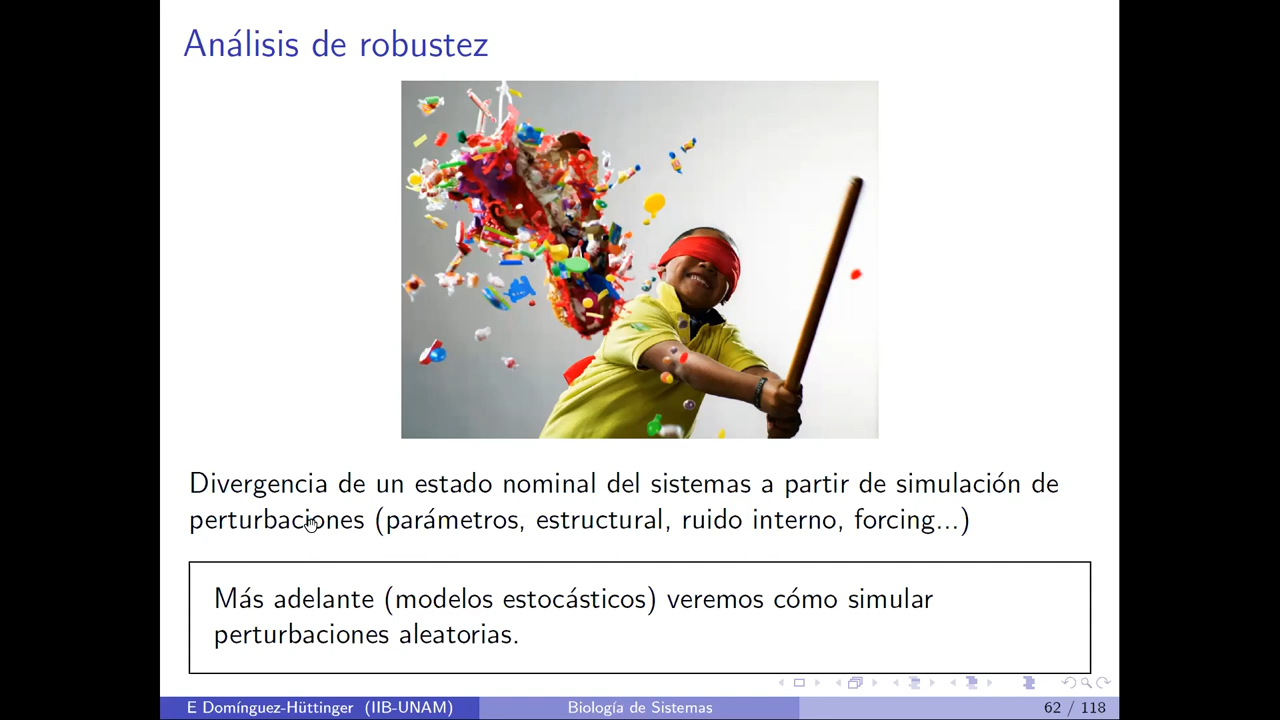 Análisis de robustez
Divergencia de un estado nominal del sistemas a partir de simulación de
perturbaciones (parámetros, estructural, ruido interno, forcing...)
Más adelante (modelos estocásticos) veremos cómo simular
perturbaciones aleatorias.
E Domínguez-Hüttinger (IIB-UNAM) Biología de Sistemas 62 / 118